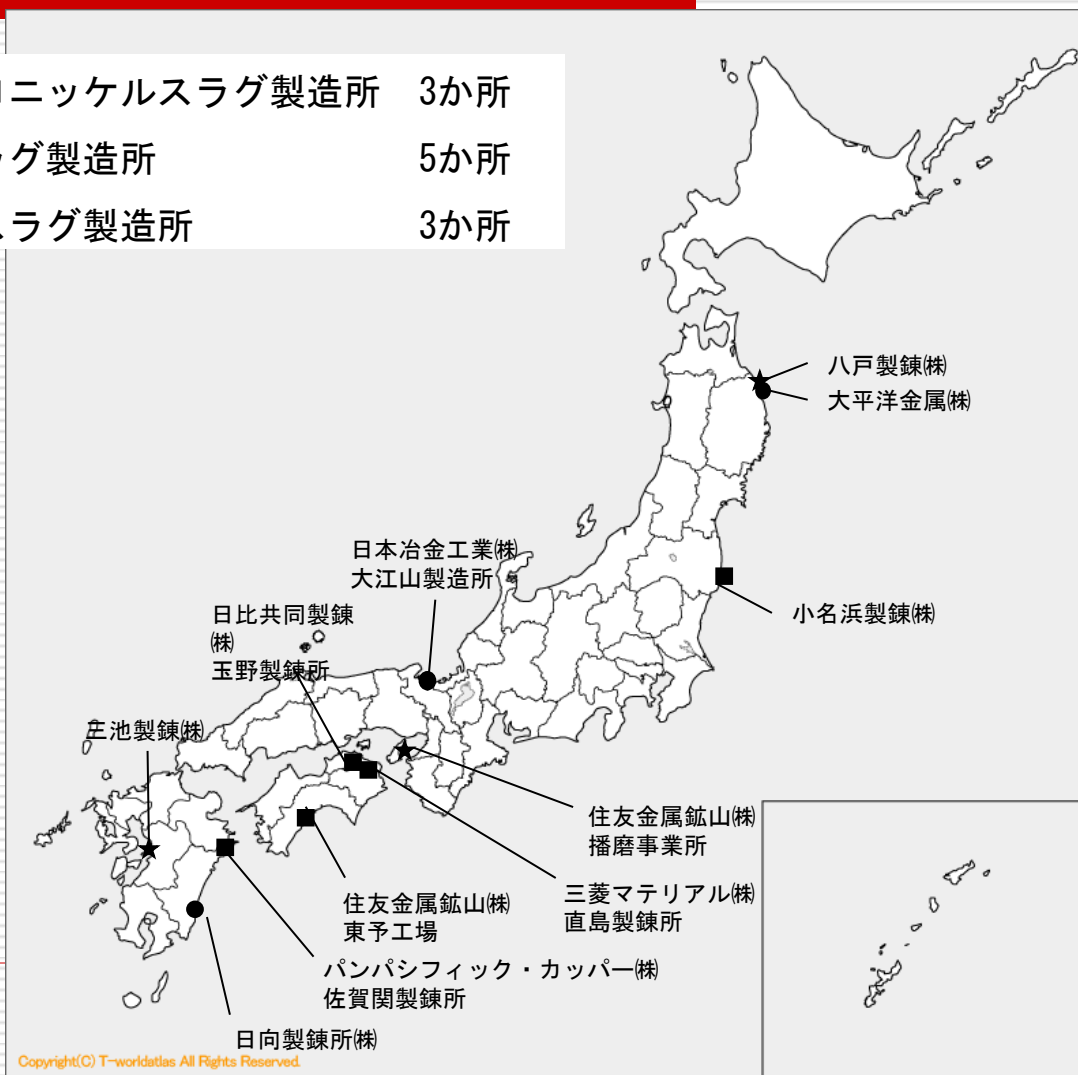 ロニッケルスラグ製造所 3か所
ッグ製造所 5か所
スラグ製造所 3か所
八戸製錬㈱
大平洋金属㈱
日本冶金工業㈱
大江山製造所
日比共同製錬
㈱
玉野製錬所
小名浜製錬㈱
三池製錬㈱
住友金属鉱山㈱
播磨事業所
三菱マテリアル㈱
直島製錬所
住友金属鉱山㈱
東予工場
パンパシフィック・カッパー㈱
佐賀関製錬所
日向製錬所㈱
Copyright(C) T-worldatlas All Rights Reserved.